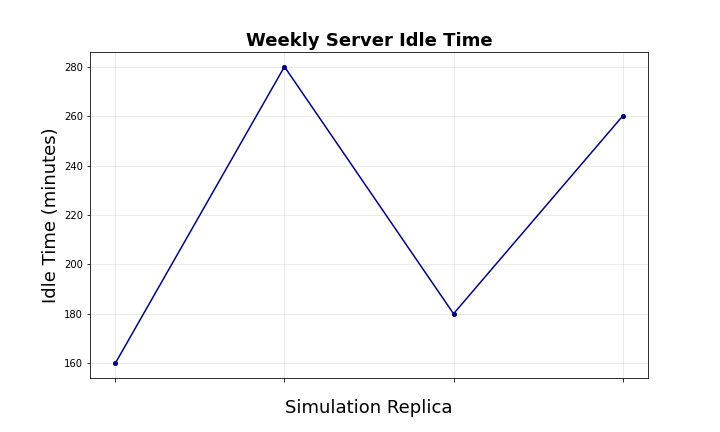 Weekly Server Idle Time
280
260
240
220
200
180
160
Idle Time (minutes)
Simulation Replica